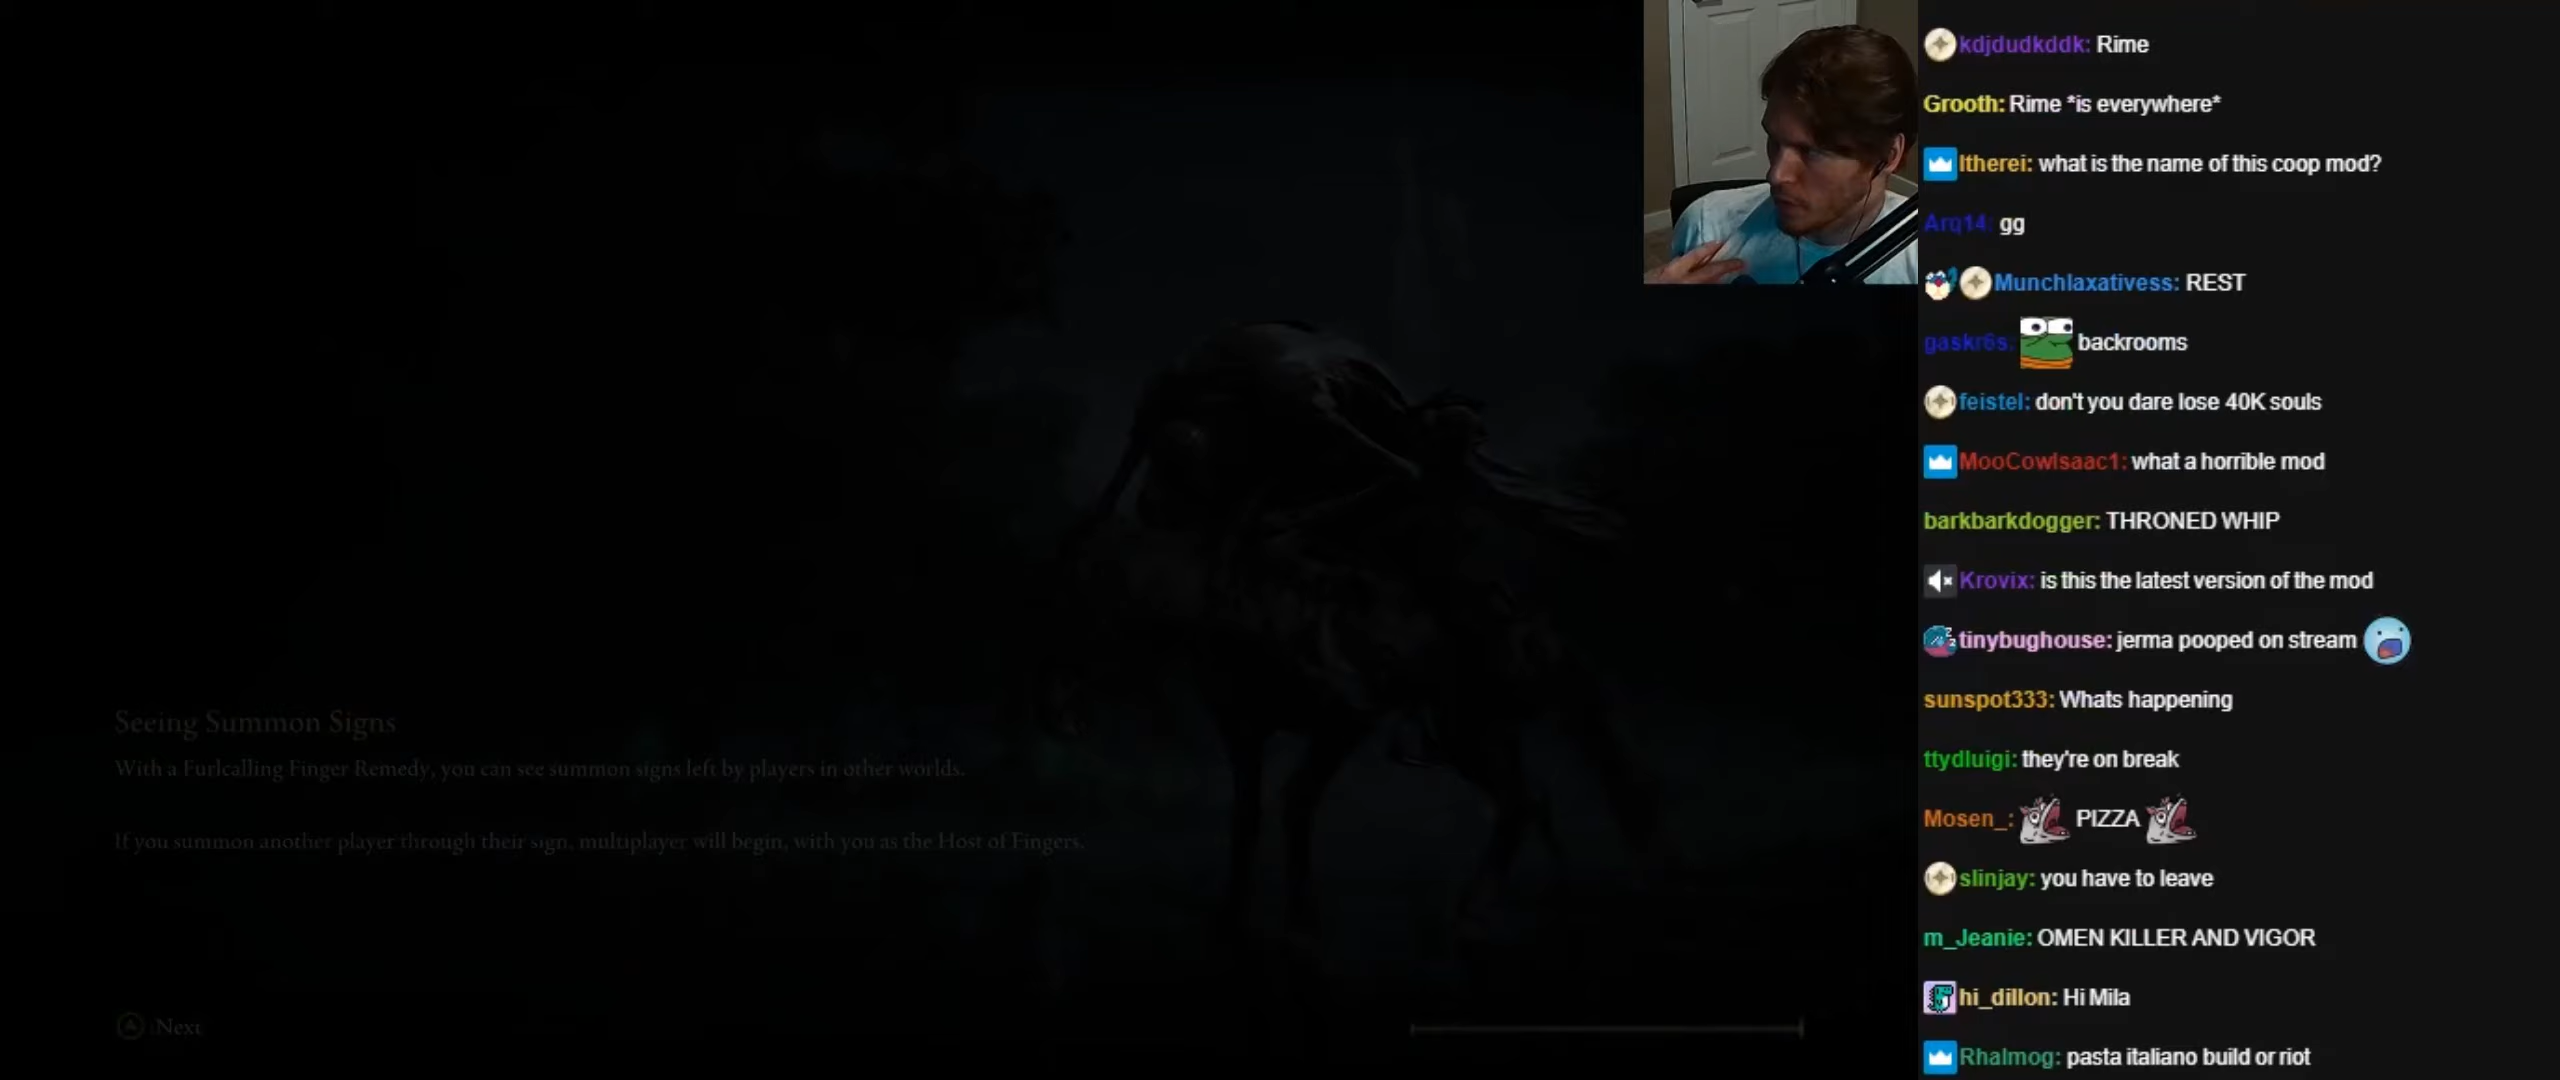 Seeing Summon Signs
With a Furlcalling Finger Remedy, you can see summon signs left by players in other worlds.
If you summon another player through their sign, multiplayer will begin, with you as the Host of Fingers.
A :Next
kdjdudkddk: Rime
Grooth: Rime *is everywhere*
Itherei: what is the name of this coop mod?
Arq14: gg
Munchlaxativess: REST
gaskr6s: backrooms
feistel: don't you dare lose 40K souls
MooCowIsaac1: what a horrible mod
barkbarkdogger: THRONED WHIP
Krovix: is this the latest version of the mod
tinybughouse: jerma pooped on stream
sunspot333: Whats happening
ttydluigi: they're on break
Mosen_: PIZZA
slinjay: you have to leave
m_Jeanie: OMEN KILLER AND VIGOR
hi_dillon: Hi Mila
Rhalmog: pasta italiano build or riot